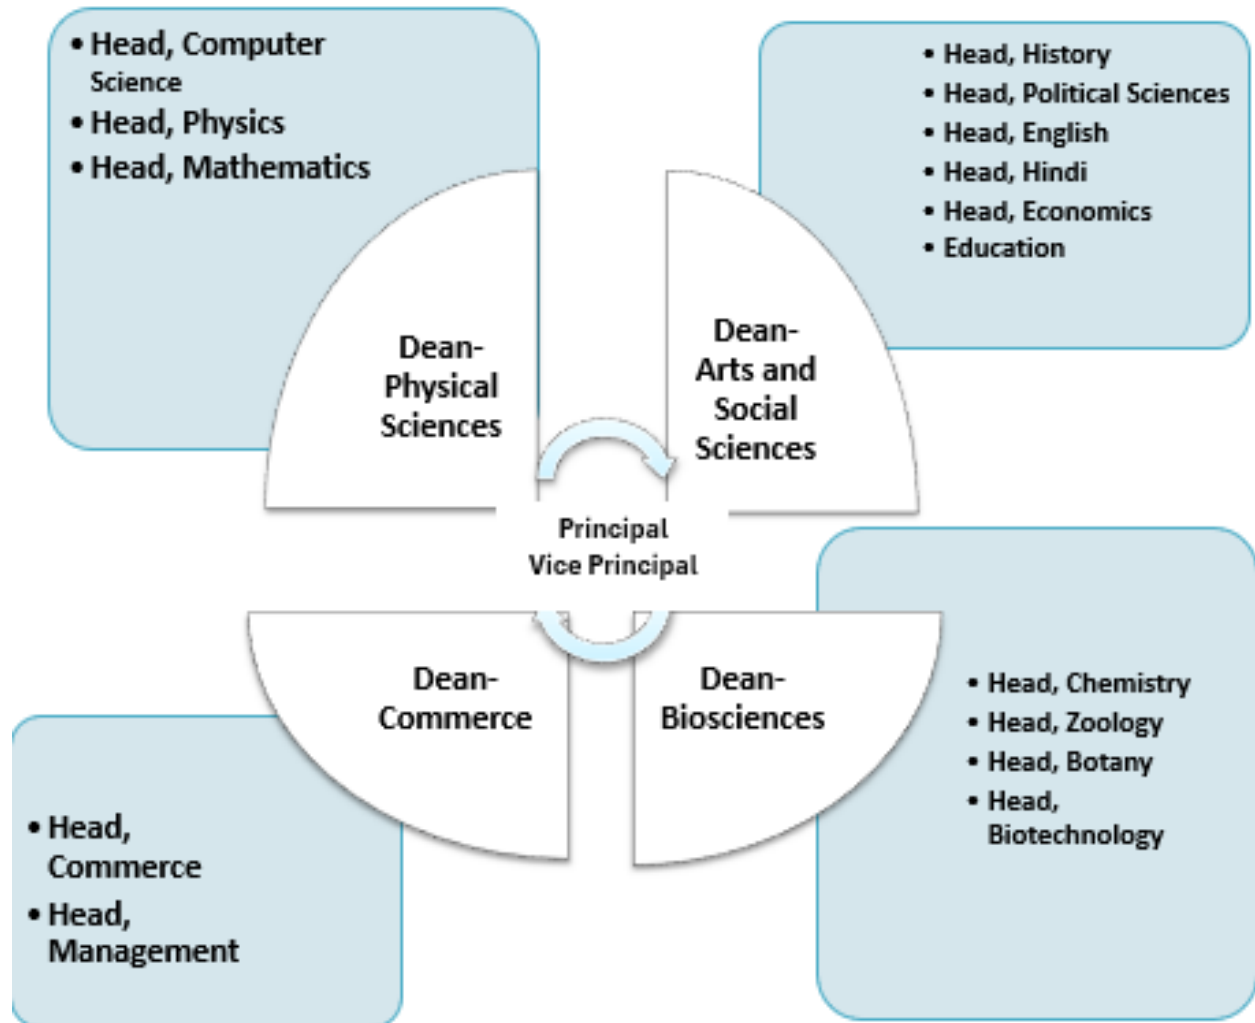 • Head, Computer
Science
• Head, Physics
• Head, Mathematics
• Head, History
• Head, Political Sciences
• Head, English
• Head, Hindi
• Head, Economics
• Education
Dean-
Physical
Sciences
Dean-
Arts and
Social
Sciences
Principal
Vice Principal
Dean-
Commerce
Dean-
Biosciences
• Head,
Commerce
• Head,
Management
• Head, Chemistry
• Head, Zoology
• Head, Botany
• Head,
Biotechnology